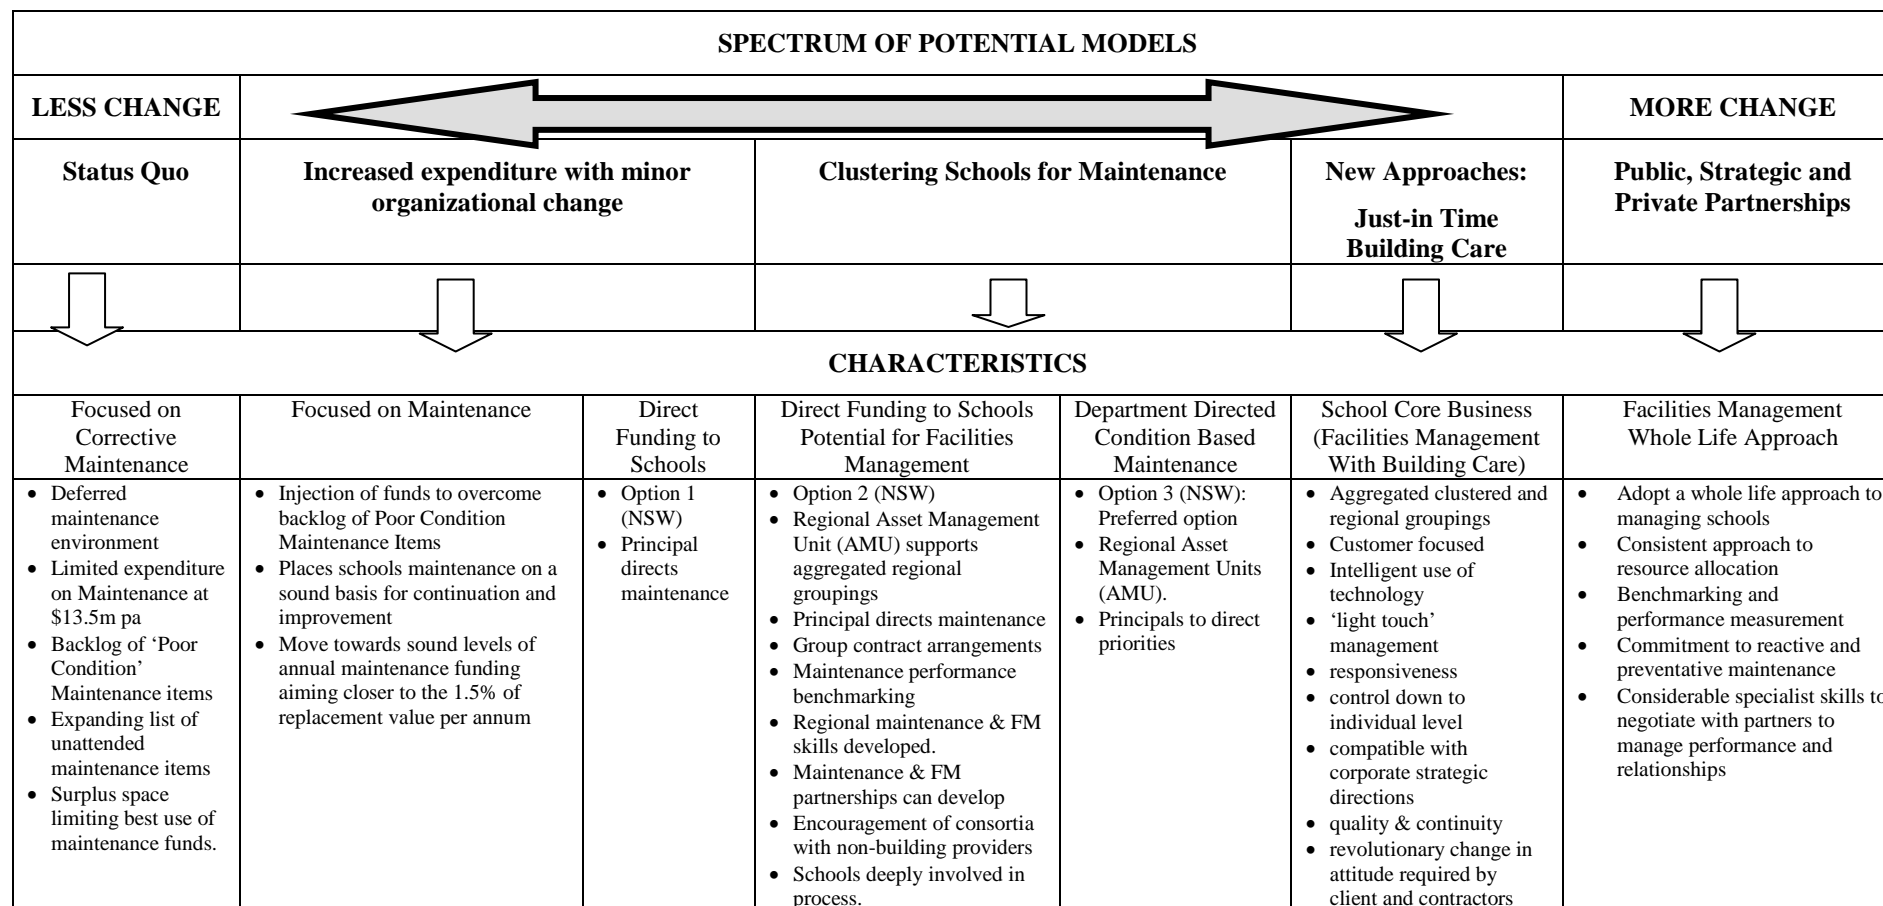 SPECTRUM OF POTENTIAL MODELS
LESS CHANGE
MORE CHANGE
Status Quo
Increased expenditure with minor
organizational change
Clustering Schools for Maintenance
New Approaches:
Just-in Time
Building Care
Public, Strategic and
Private Partnerships
CHARACTERISTICS
Focused on
Corrective
Maintenance
Focused on Maintenance
Direct
Funding to
Schools
Direct Funding to Schools
Potential for Facilities
Management
Department Directed
Condition Based
Maintenance
School Core Business
(Facilities Management
With Building Care)
Facilities Management
Whole Life Approach
• Deferred
maintenance
environment
• Limited expenditure
on Maintenance at
$13.5m pa
• Backlog of ‘Poor
Condition’
Maintenance items
• Expanding list of
unattended
maintenance items
• Surplus space
limiting best use of
maintenance funds.
• Injection of funds to overcome
backlog of Poor Condition
Maintenance Items
• Places schools maintenance on a
sound basis for continuation and
improvement
• Move towards sound levels of
annual maintenance funding
aiming closer to the 1.5% of
replacement value per annum
• Option 1
(NSW)
• Principal
directs
maintenance
• Option 2 (NSW)
• Regional Asset Management
Unit (AMU) supports
aggregated regional
groupings
• Principal directs maintenance
• Group contract arrangements
• Maintenance performance
benchmarking
• Regional maintenance & FM
skills developed.
• Maintenance & FM
partnerships can develop
• Encouragement of consortia
with non-building providers
• Schools deeply involved in
process.
• Option 3 (NSW):
Preferred option
• Regional Asset
Management Units
(AMU).
• Principals to direct
priorities
• Aggregated clustered and
regional groupings
• Customer focused
• Intelligent use of
technology
• ‘light touch’
management
• responsiveness
• control down to
individual level
• compatible with
corporate strategic
directions
• quality & continuity
• revolutionary change in
attitude required by
client and contractors
• Adopt a whole life approach to
managing schools
• Consistent approach to
resource allocation
• Benchmarking and
performance measurement
• Commitment to reactive and
preventative maintenance
• Considerable specialist skills to
negotiate with partners to
manage performance and
relationships